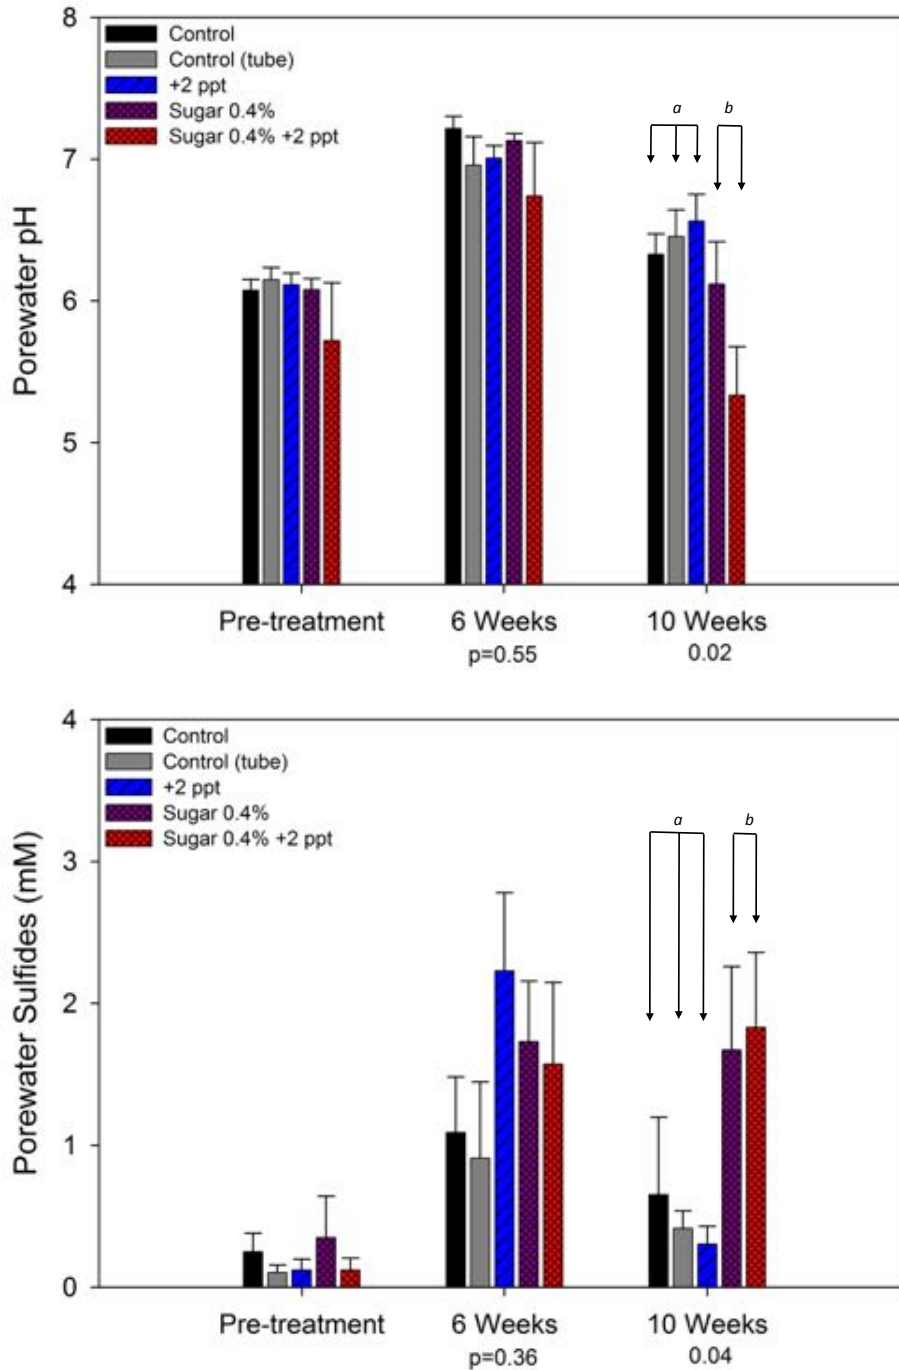 Porewater pH
8
7
6
5
4
Control
Control (tube)
+2 ppt
Sugar 0.4%
Sugar 0.4% +2 ppt
a b
Pre-treatment 6 Weeks 10 Weeks
p=0.55 0.02
Porewater Sulfides (mM)
4
3
2
1
0
Control
Control (tube)
+2 ppt
Sugar 0.4%
Sugar 0.4% +2 ppt
a b
Pre-treatment 6 Weeks 10 Weeks
p=0.36 0.04